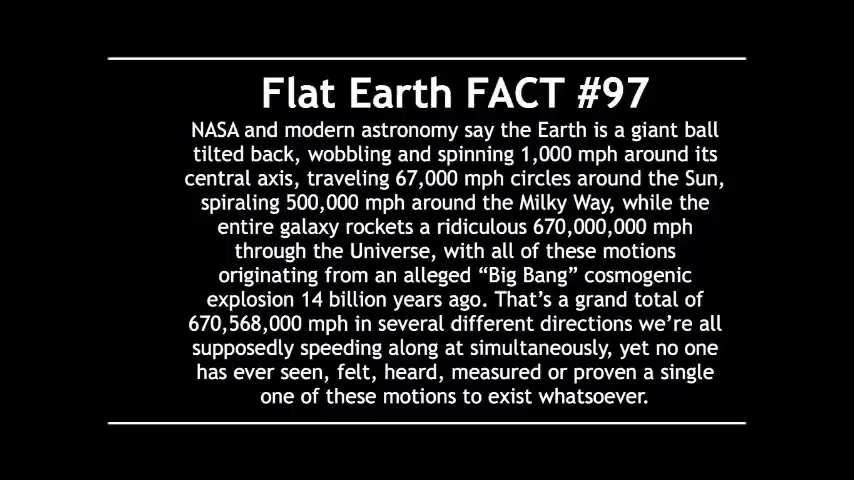 Flat Earth FACT #97
NASA and modern astronomy say the Earth is a giant ball
tilted back, wobbling and spinning 1,000 mph around its
central axis, traveling 67,000 mph circles around the Sun,
spiraling 500,000 mph around the Milky Way, while the
entire galaxy rockets a ridiculous 670,000,000 mph
through the Universe, with all of these motions
originating from an alleged “Big Bang” cosmogenic
explosion 14 billion years ago. That’s a grand total of
670,568,000 mph in several different directions we’re all
supposedly speeding along at simultaneously, yet no one
has ever seen, felt, heard, measured or proven a single
one of these motions to exist whatsoever.